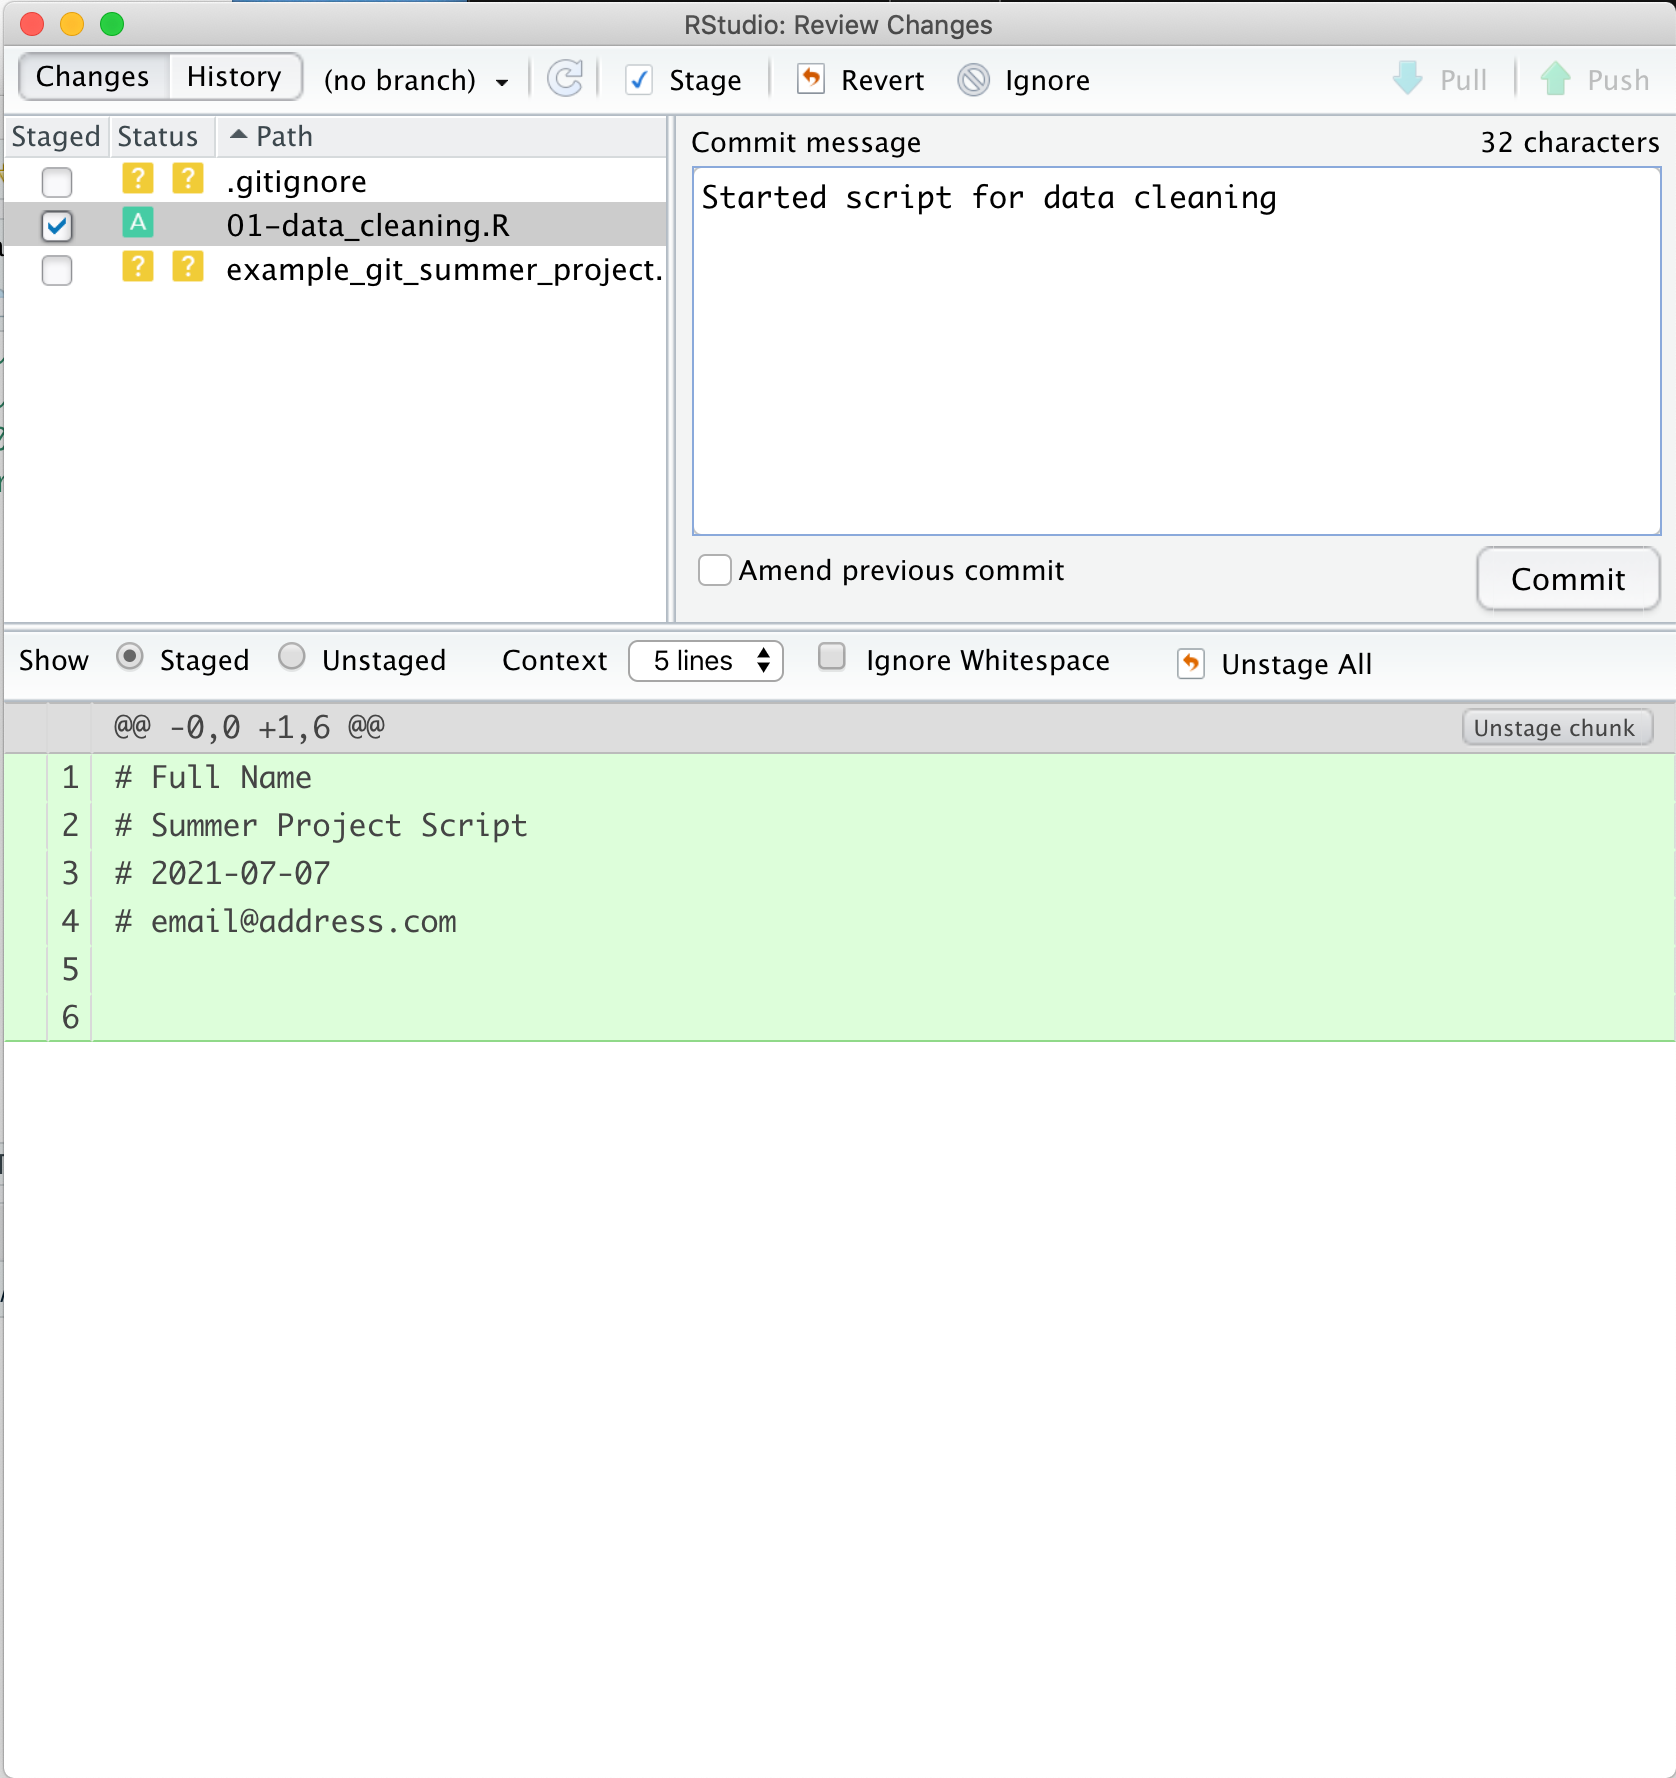 RStudio: Review Changes
Changes History (no branch) Stage Revert Ignore Pull Push
Staged Status Path
? ? .gitignore
A 01-data_cleaning.R
? ? example_git_summer_project.
Commit message 32 characters
Started script for data cleaning
Amend previous commit Commit
Show Staged Unstaged Context 5 lines Ignore Whitespace Unstage All
@@ -0,0 +1,6 @@ Unstage chunk
1 # Full Name
2 # Summer Project Script
3 # 2021-07-07
4 # email@address.com
5
6